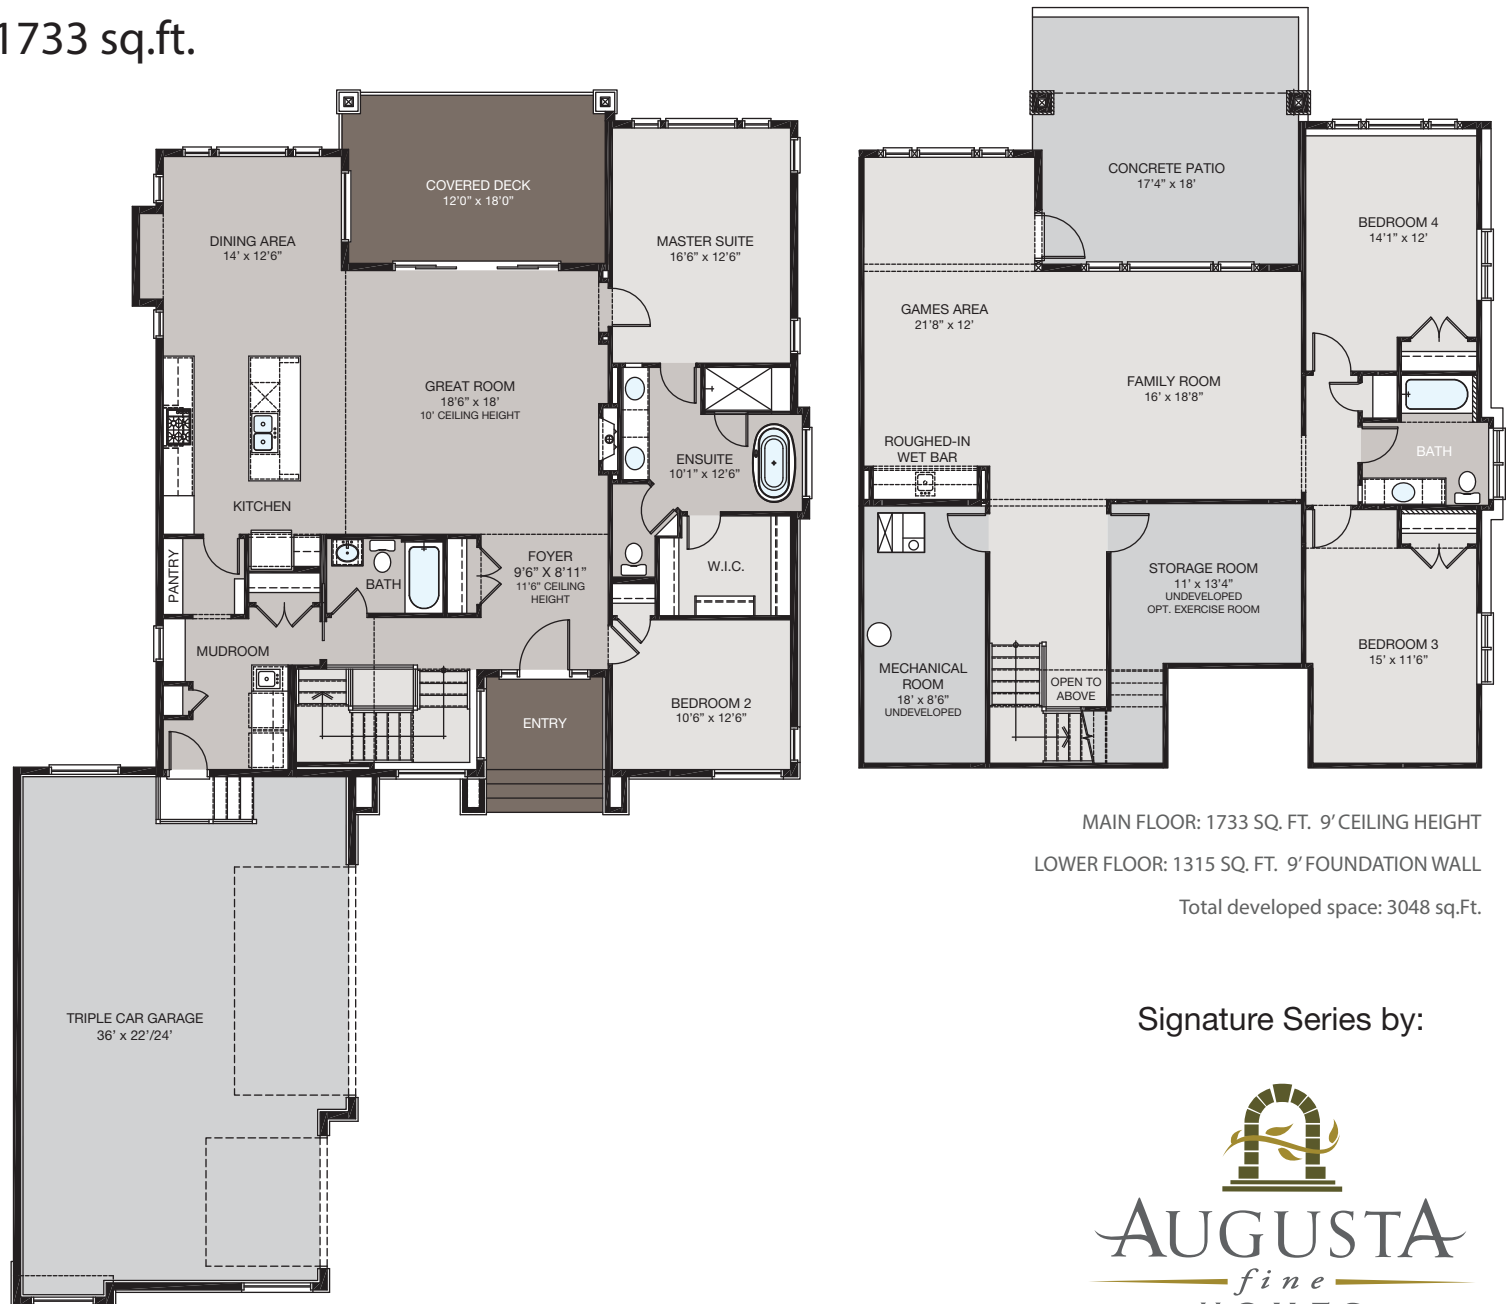 1733 sq.ft.
COVERED DECK
12'0" x 18'0"
DINING AREA
14' x 12'6"
MASTER SUITE
16'6" x 12'6"
GREAT ROOM
18'6" x 18'
10' CEILING HEIGHT
ENSUITE
10'1" x 12'6"
KITCHEN
PANTRY
BATH
FOYER
9'6" X 8'11"
11'6" CEILING
HEIGHT
W.I.C.
MUDROOM
BEDROOM 2
10'6" x 12'6"
ENTRY
TRIPLE CAR GARAGE
36' x 22'/24'
CONCRETE PATIO
17'4" x 18'
BEDROOM 4
14'1" x 12'
GAMES AREA
21'8" x 12'
FAMILY ROOM
16' x 18'8"
ROUGHED-IN
WET BAR
BATH
STORAGE ROOM
11' x 13'4"
UNDEVELOPED
OPT. EXERCISE ROOM
MECHANICAL
ROOM
18' x 8'6"
UNDEVELOPED
OPEN TO
ABOVE
BEDROOM 3
15' x 11'6"
MAIN FLOOR: 1733 SQ. FT. 9' CEILING HEIGHT
LOWER FLOOR: 1315 SQ. FT. 9' FOUNDATION WALL
Total developed space: 3048 sq.Ft.
Signature Series by:
AUGUSTA
fine